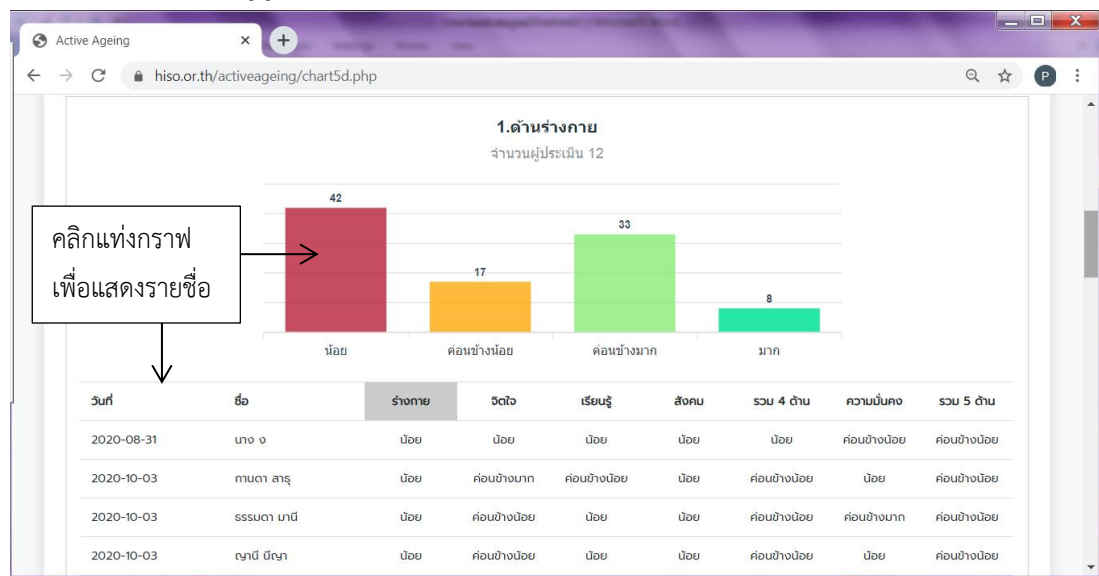 Active Ageing
hiso.or.th/activeageing/chart5d.php
P
1.ด้านร่างกาย
จำนวนผู้ประเมิน 12
42
33
17
8
คลิกแท่งกราฟ
เพื่อแสดงรายชื่อ
น้อย ค่อนข้างน้อย ค่อนข้างมาก มาก
วันที่ ชื่อ ร่างกาย จิตใจ เรียนรู้ สังคม รวม 4 ด้าน ความมั่นคง รวม 5 ด้าน
2020-08-31 นาง ง น้อย น้อย น้อย น้อย น้อย ค่อนข้างน้อย ค่อนข้างน้อย
2020-10-03 กานดา สาธุ น้อย ค่อนข้างมาก ค่อนข้างน้อย น้อย ค่อนข้างน้อย น้อย ค่อนข้างน้อย
2020-10-03 ธรรมดา มานี น้อย ค่อนข้างน้อย น้อย น้อย ค่อนข้างน้อย ค่อนข้างมาก ค่อนข้างน้อย
2020-10-03 ญานี นีญา น้อย ค่อนข้างน้อย น้อย น้อย ค่อนข้างน้อย น้อย ค่อนข้างน้อย